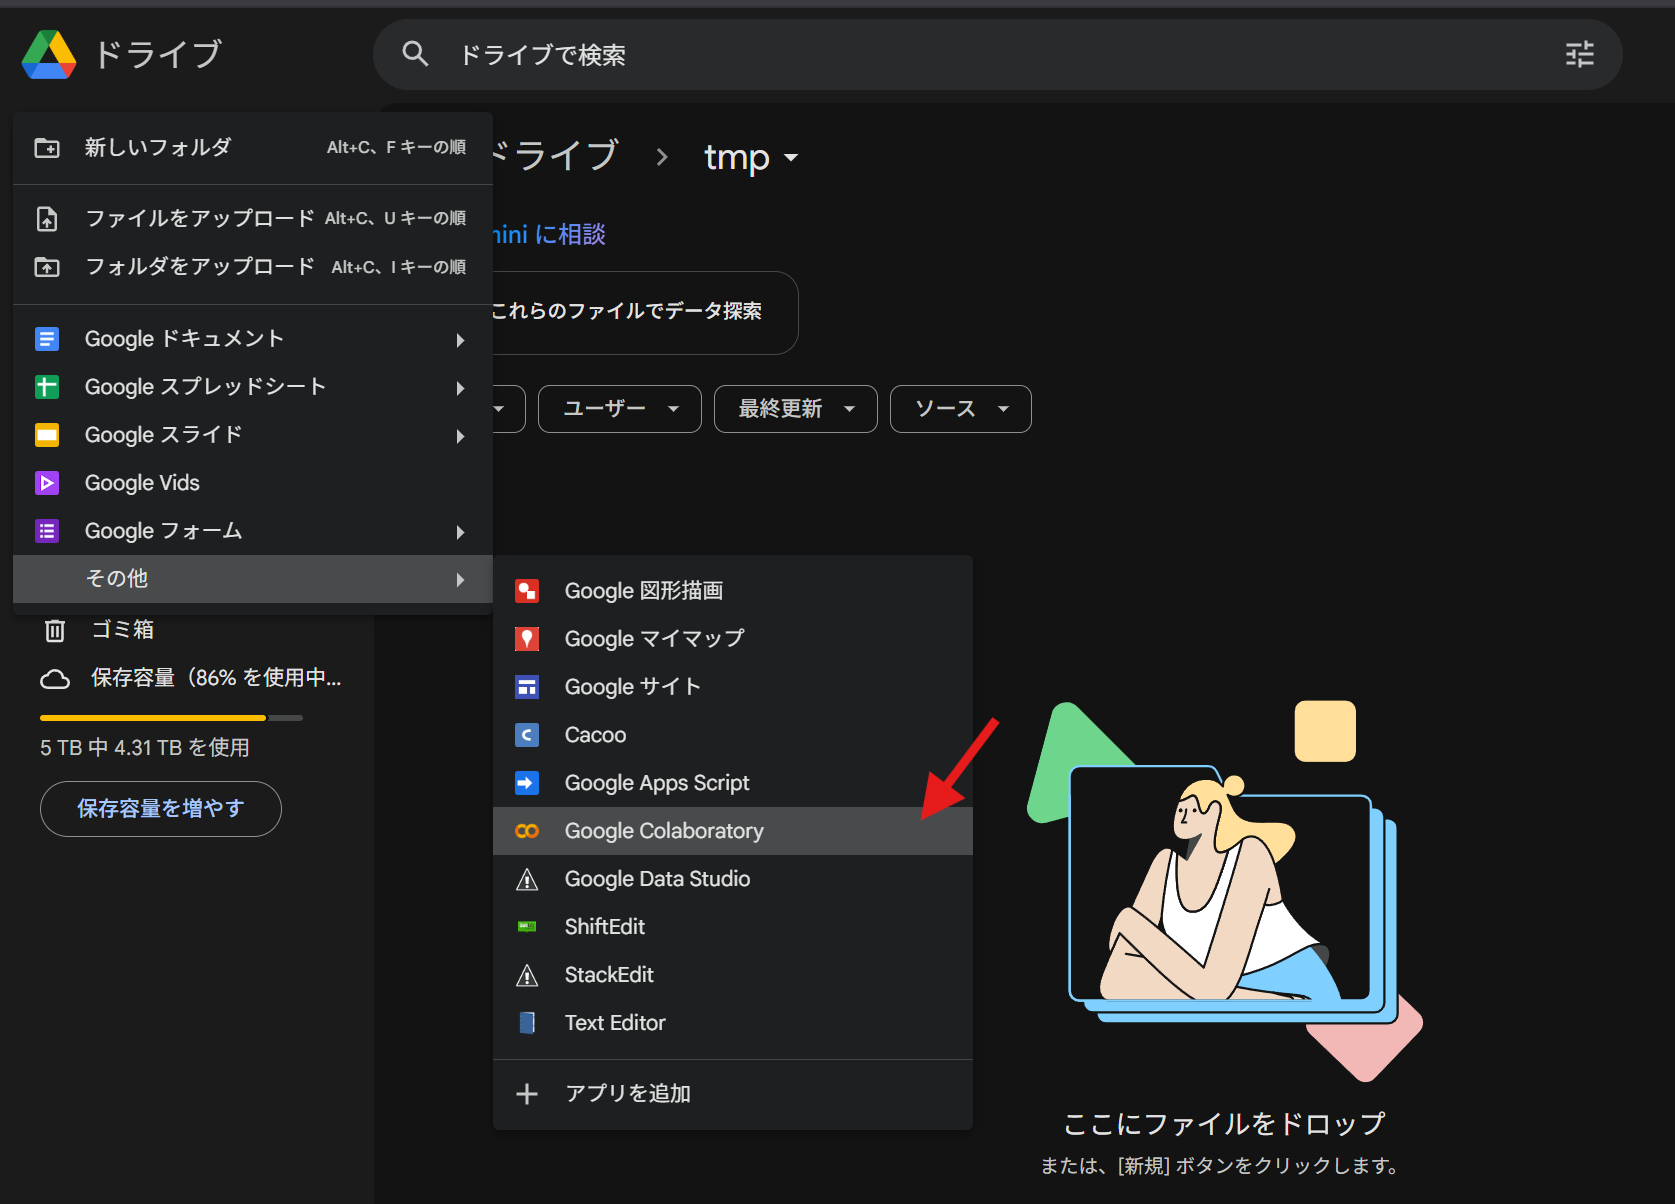 ドライブ
ドライブで検索
新しいフォルダ Alt+C、F キーの順
ファイルをアップロード Alt+C、U キーの順
フォルダをアップロード Alt+C、I キーの順
Google ドキュメント
Google スプレッドシート
Google スライド
Google Vids
Google フォーム
その他
ゴミ箱
保存容量（86% を使用中...
5 TB 中 4.31 TB を使用
保存容量を増やす
ドライブ > tmp
mini に相談
これらのファイルでデータ探索
ユーザー
最終更新
ソース
Google 図形描画
Google マイマップ
Google サイト
Cacoo
Google Apps Script
Google Colaboratory
Google Data Studio
ShiftEdit
StackEdit
Text Editor
アプリを追加
ここにファイルをドロップ
または、[新規] ボタンをクリックします。